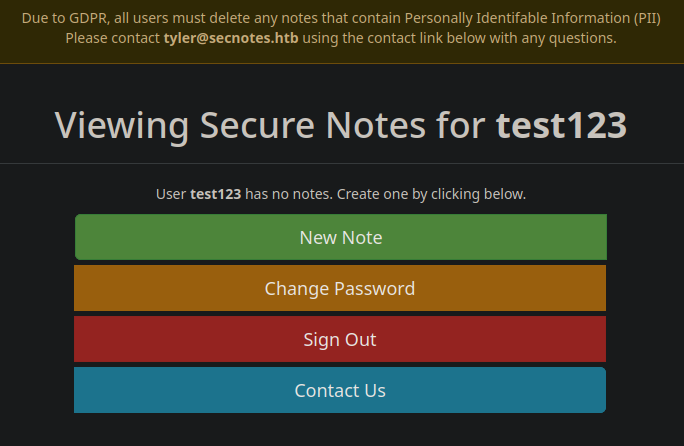 Due to GDPR, all users must delete any notes that contain Personally Identifable Information (PII)
Please contact tyler@secnotes.htb using the contact link below with any questions.
Viewing Secure Notes for test123
User test123 has no notes. Create one by clicking below.
New Note
Change Password
Sign Out
Contact Us